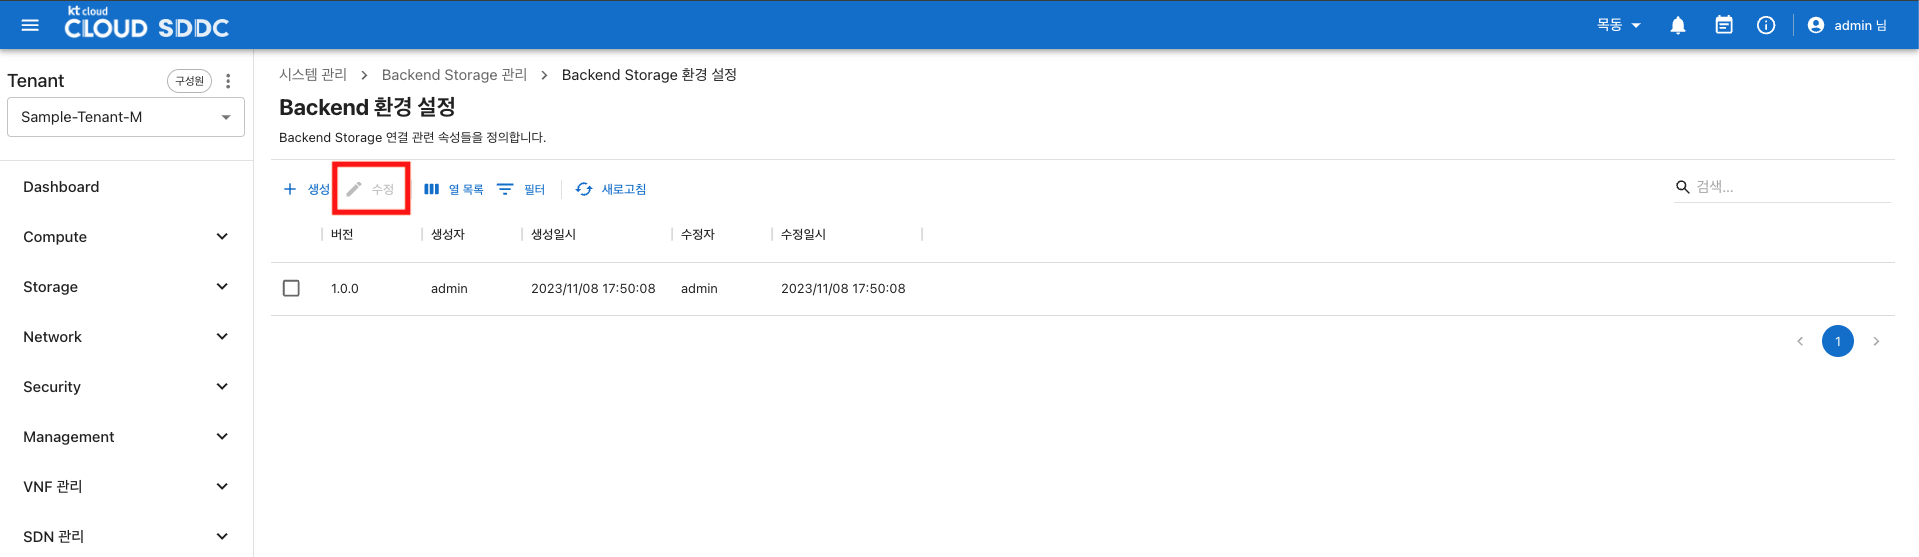 kt cloud
CLOUD SDDC
목동
admin 님
Tenant
구성원
Sample-Tenant-M
Dashboard
Compute
Storage
Network
Security
Management
VNF 관리
SDN 관리
시스템 관리 > Backend Storage 관리 > Backend Storage 환경 설정
Backend 환경 설정
Backend Storage 연결 관련 속성들을 정의합니다.
생성 수정 열 목록 필터 새로고침
검색...
버전 생성자 생성일시 수정자 수정일시
1.0.0 admin 2023/11/08 17:50:08 admin 2023/11/08 17:50:08
1